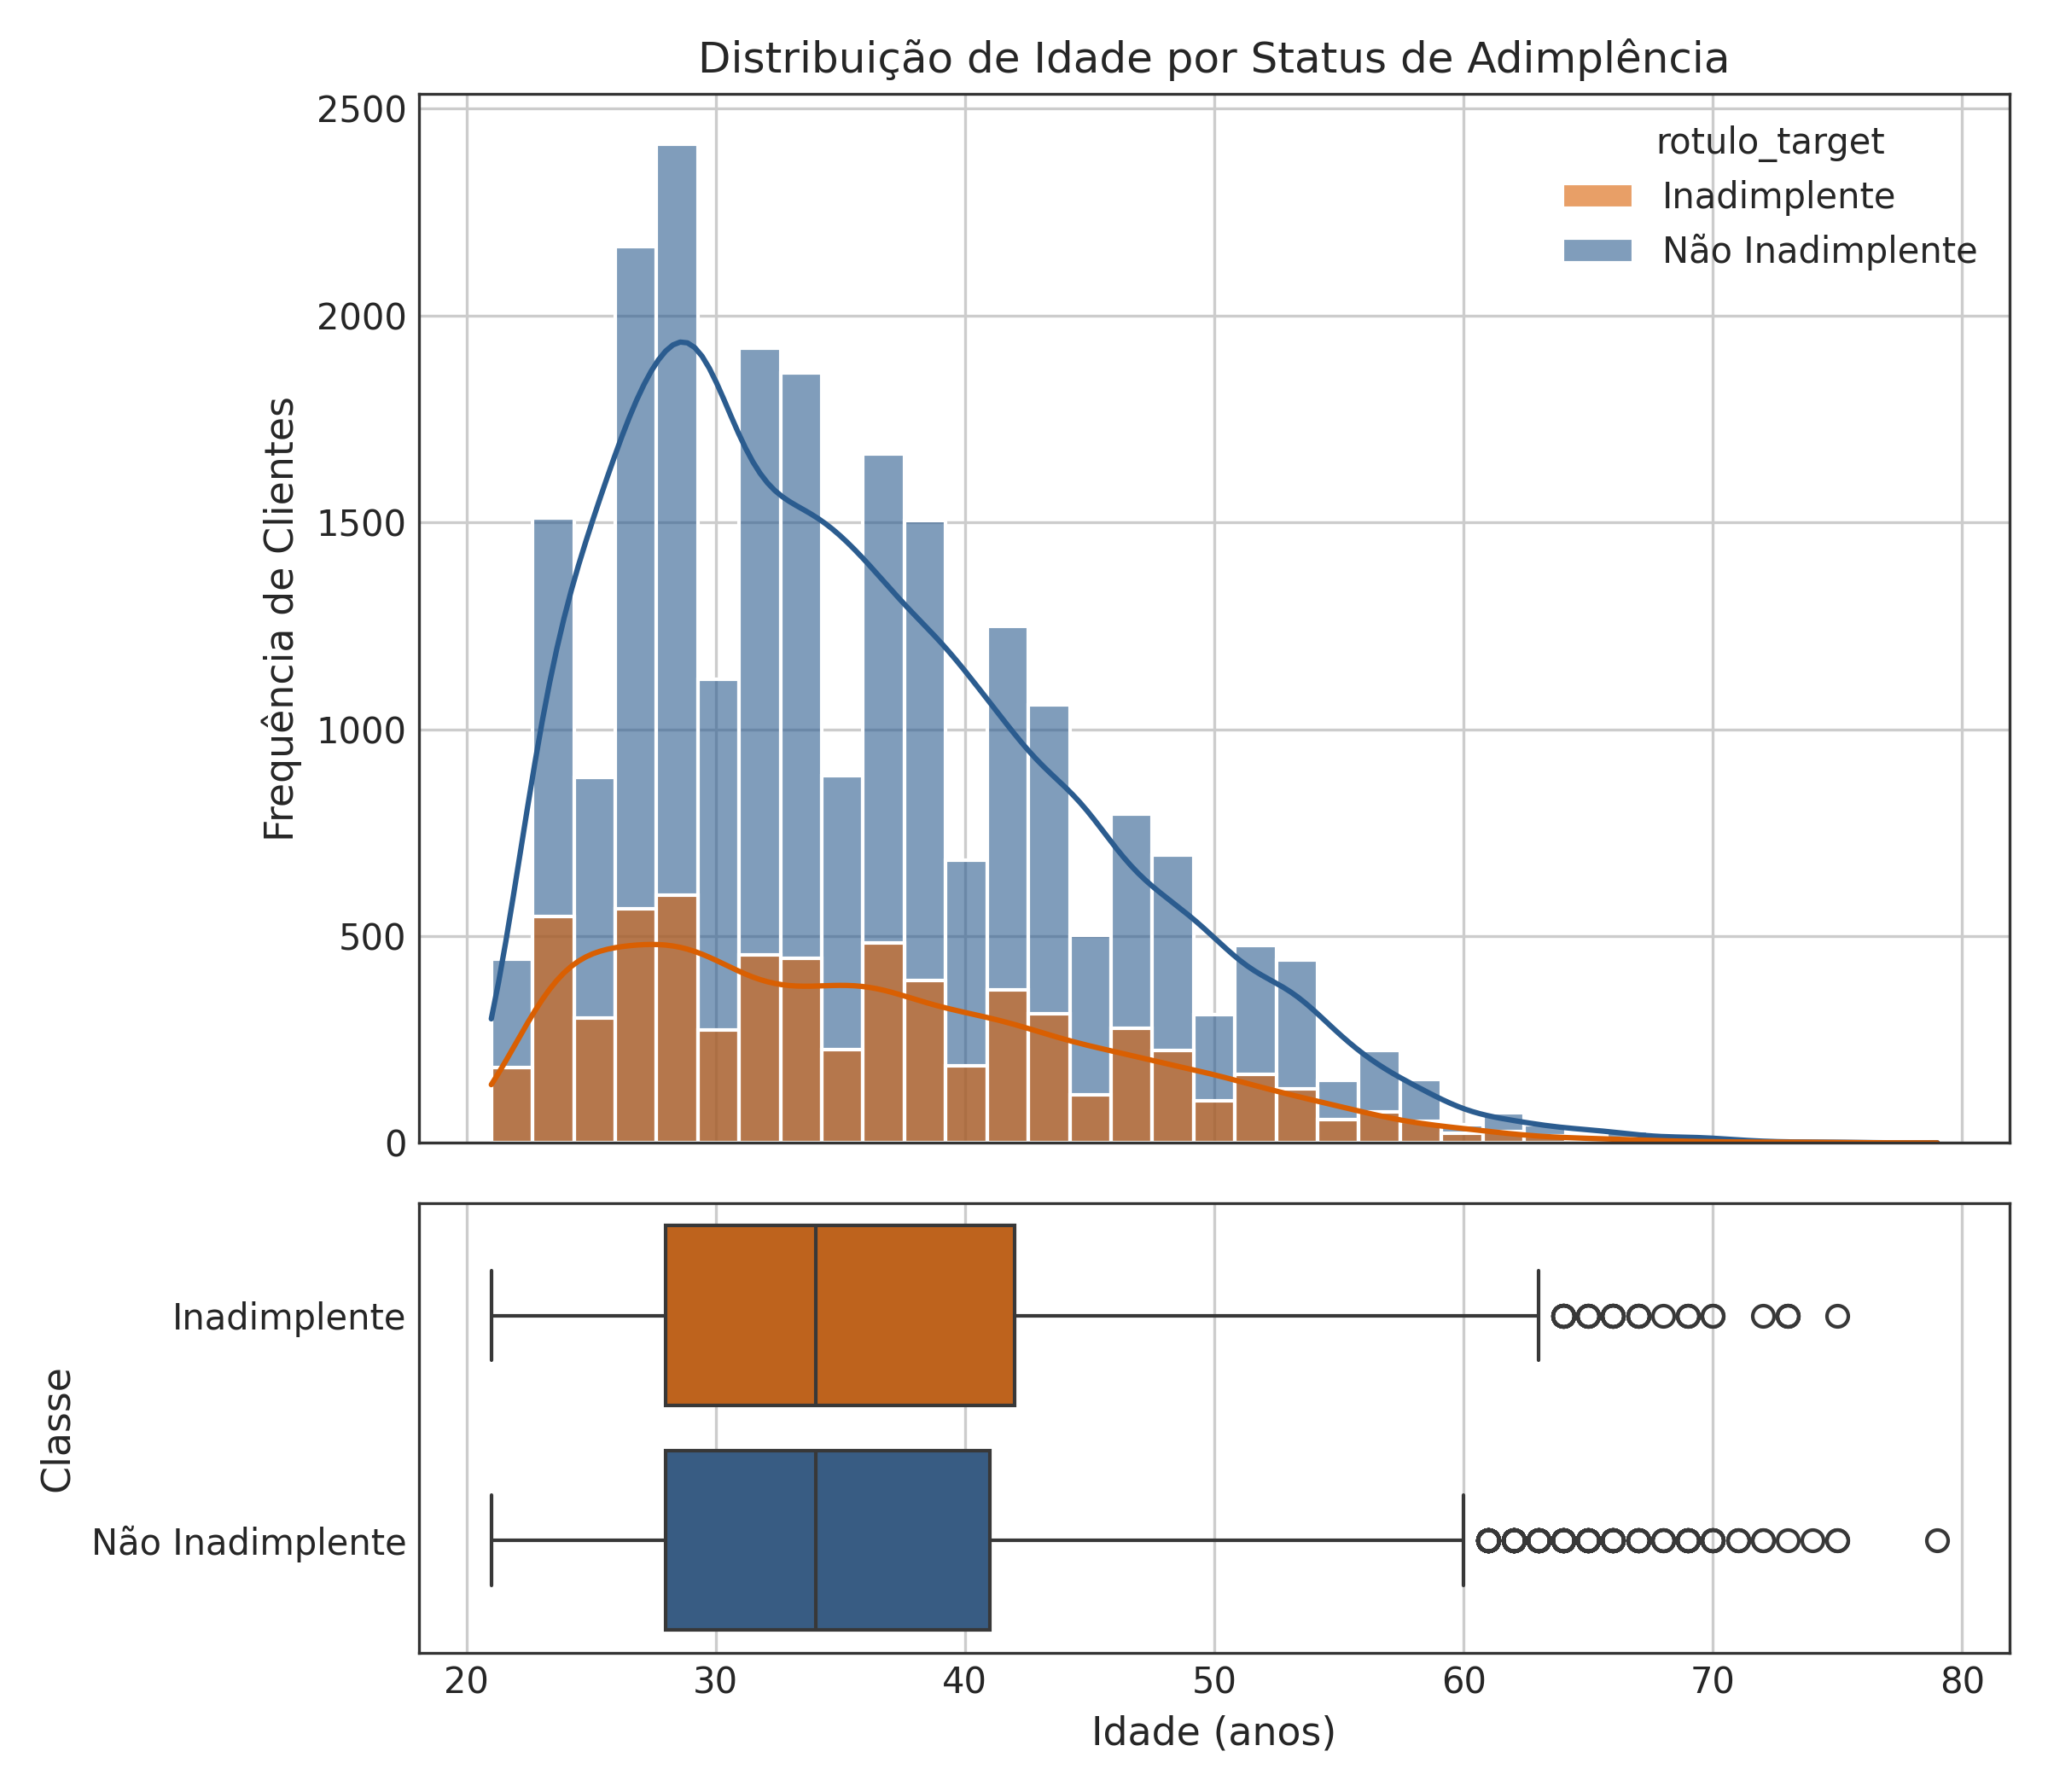 Distribuição de Idade por Status de Adimplência
2500
2000
1500
1000
500
0
Frequência de Clientes
rotulo_target
Inadimplente
Não Inadimplente
Classe
Inadimplente
Não Inadimplente
20 30 40 50 60 70 80
Idade (anos)